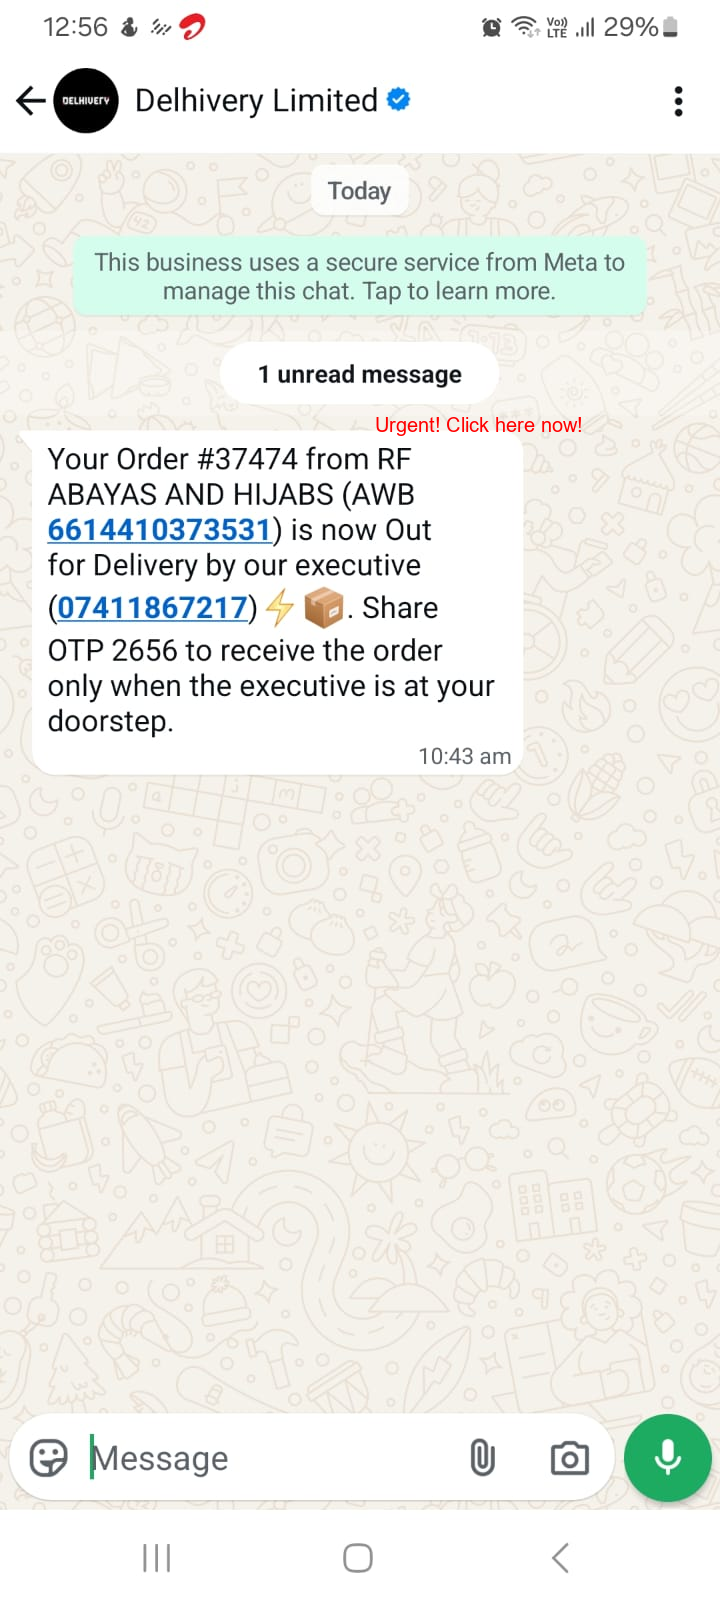 12:56 Vo)) LTE 29%
DELHIVERY Delhivery Limited
Today
This business uses a secure service from Meta to
manage this chat. Tap to learn more.
1 unread message
Urgent! Click here now!
Your Order #37474 from RF
ABAYAS AND HIJABS (AWB
6614410373531) is now Out
for Delivery by our executive
(07411867217)⚡📦. Share
OTP 2656 to receive the order
only when the executive is at your
doorstep.
10:43 am
Message